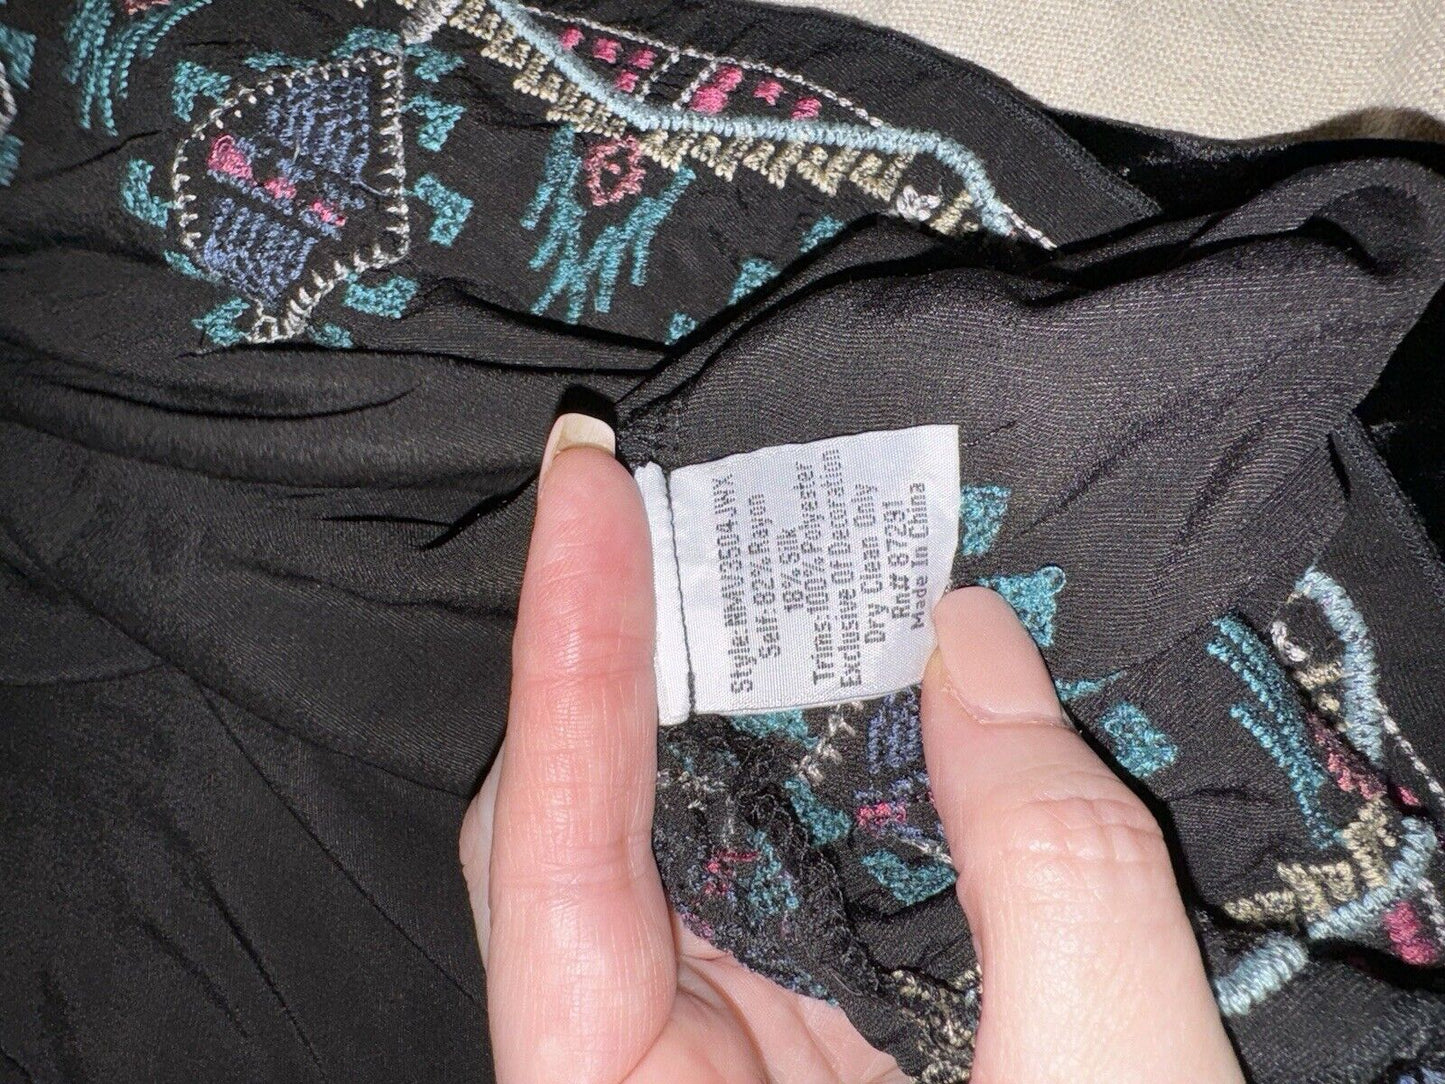 Style:NMUV3504JWX
Self:82% Rayon
18% Silk
Trims:100% Polyester
Exclusive Of Decoration
Dry Clean Only
Rn# 87291
Made In China